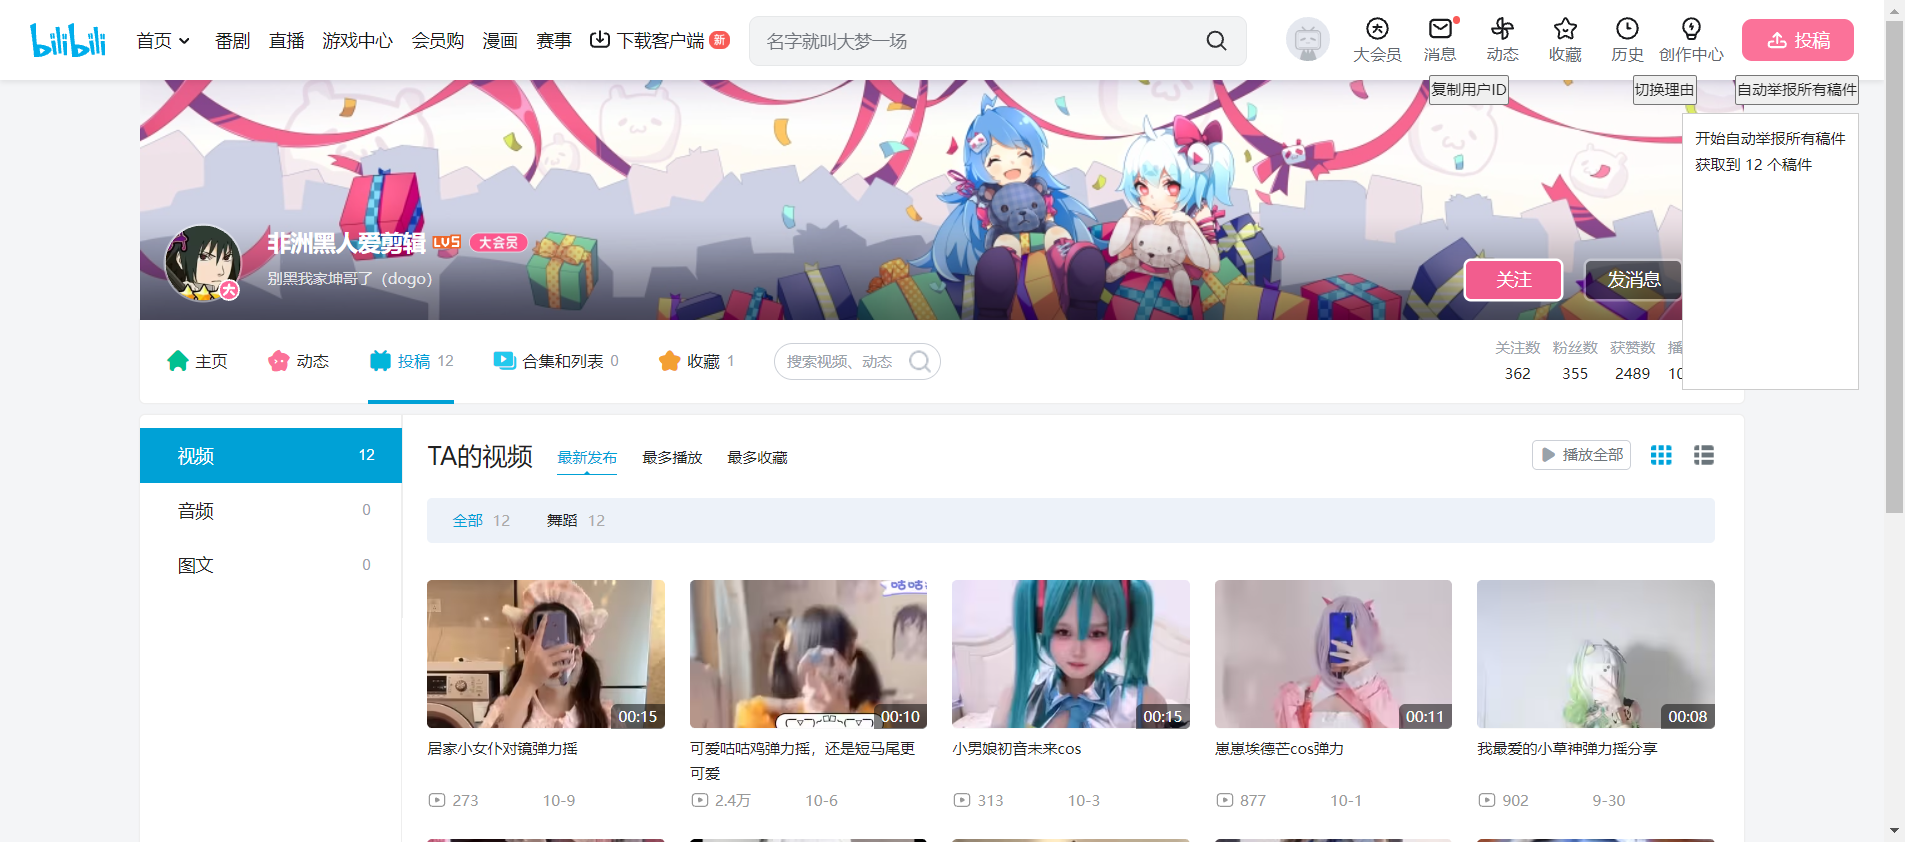 bilibili
首页
番剧
直播
游戏中心
会员购
漫画
赛事
下载客户端
新
名字就叫大梦一场
大会员
消息
动态
收藏
历史
创作中心
投稿
复制用户ID
切换理由
自动举报所有稿件
开始自动举报所有稿件
获取到 12 个稿件
非洲黑人爱剪辑 LV5 大会员
大
别黑我家坤哥了（dogo）
关注
发消息
主页
动态
投稿 12
合集和列表 0
收藏 1
搜索视频、动态
关注数 粉丝数 获赞数 播
362 355 2489 10
视频 12
音频 0
图文 0
TA的视频
最新发布
最多播放
最多收藏
播放全部
全部 12
舞蹈 12
00:15
居家小女仆对镜弹力摇
273 10-9
咕咕
00:10
可爱咕咕鸡弹力摇，还是短马尾更
可爱
2.4万 10-6
00:15
小男娘初音未来cos
313 10-3
00:11
崽崽埃德芒cos弹力
877 10-1
00:08
我最爱的小草神弹力摇分享
902 9-30